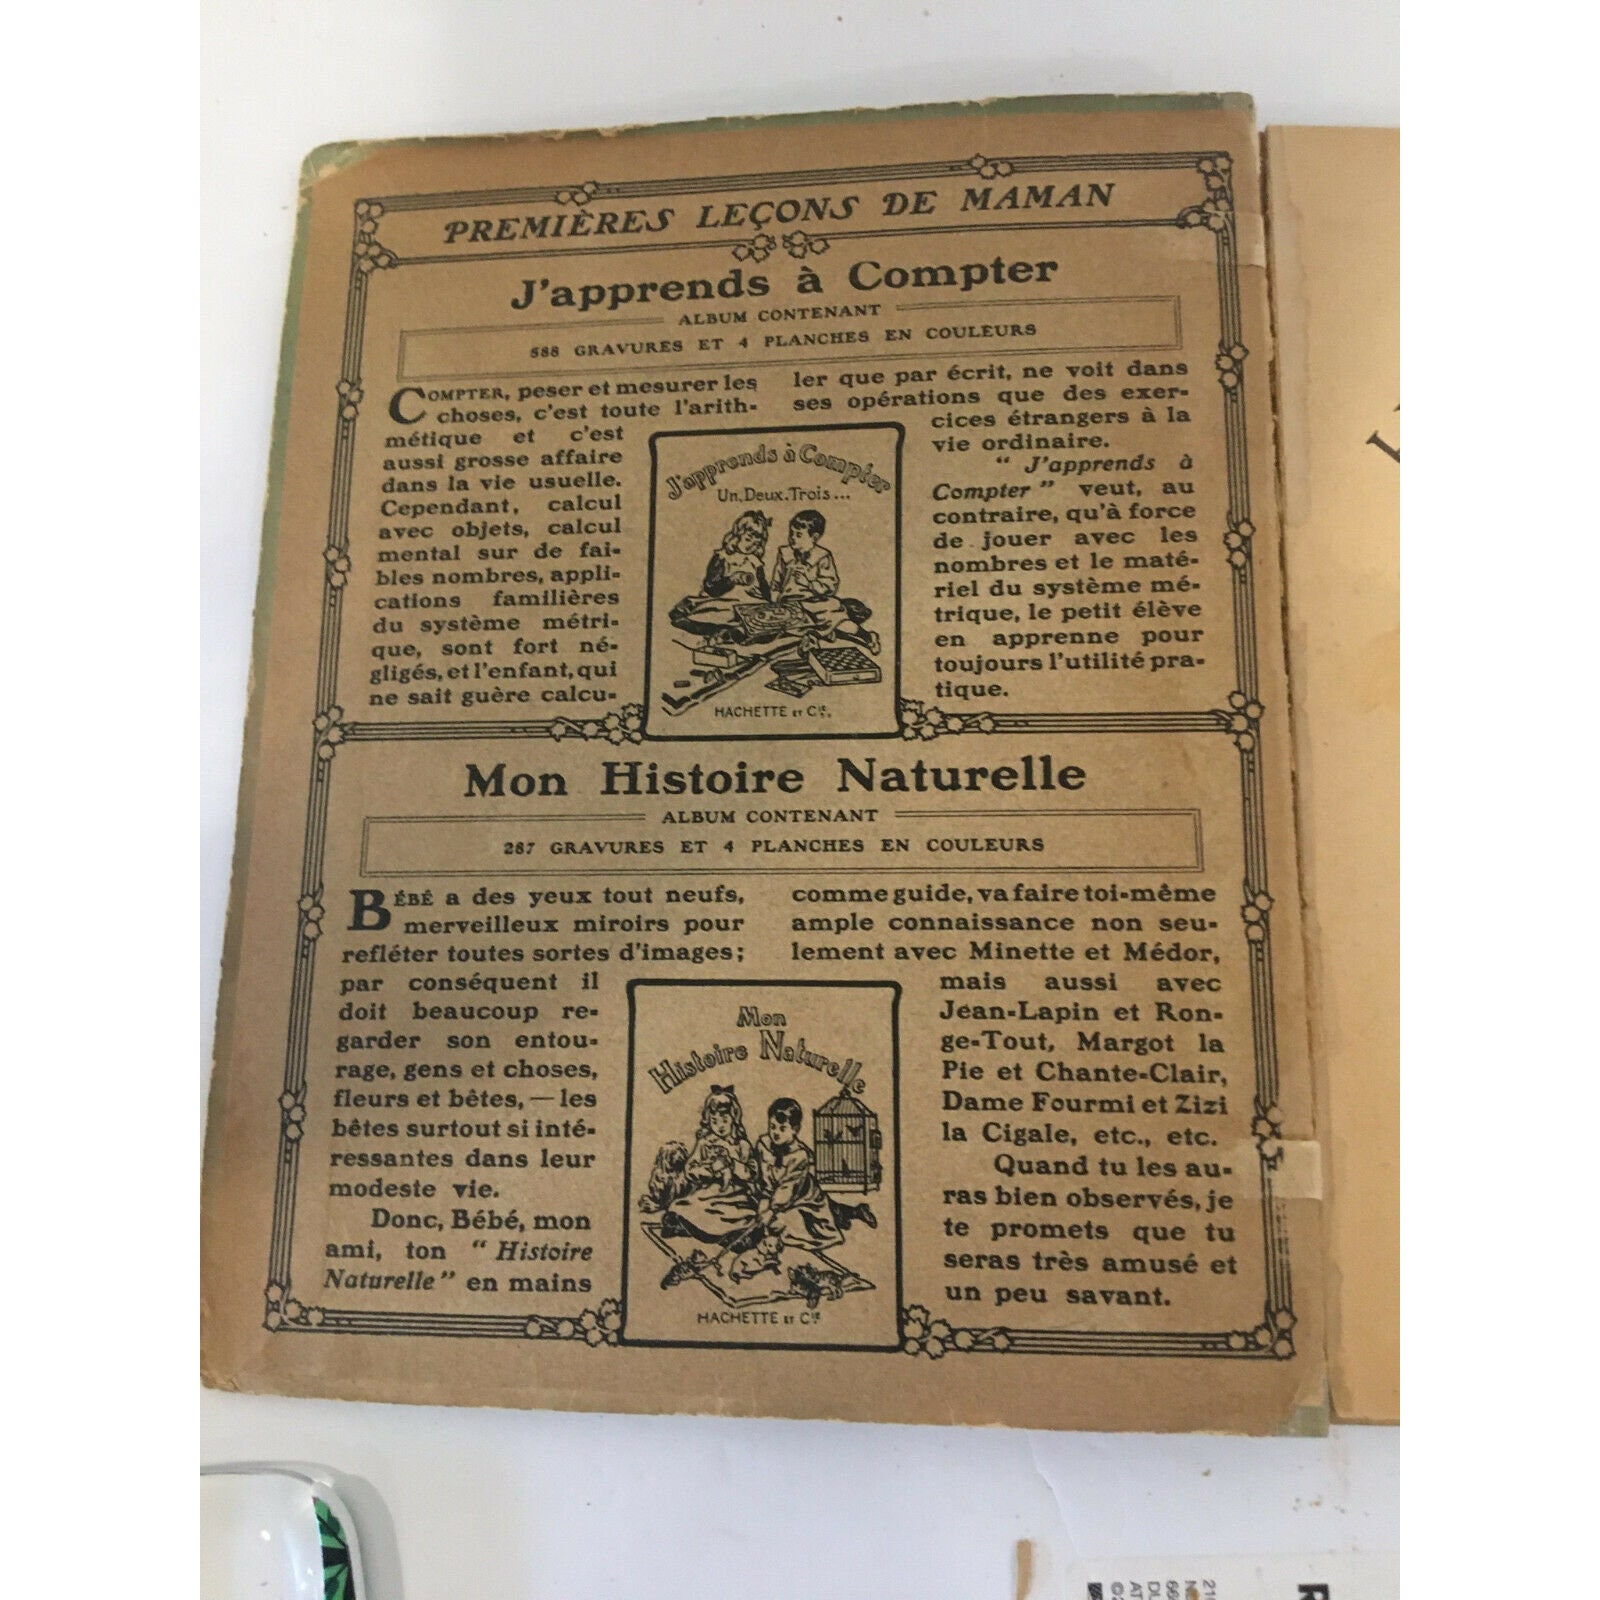 PREMIÈRES LEÇONS DE MAMAN
J'apprends à Compter
ALBUM CONTENANT
588 GRAVURES ET 4 PLANCHES EN COULEURS
COMPTER, peser et mesurer les
choses, c'est toute l'arith-
métique et c'est
aussi grosse affaire
dans la vie usuelle.
Cependant, calcul
avec objets, calcul
mental sur de fai-
bles nombres, appli-
cations familières
du système métri-
que, sont fort né-
gligés, et l'enfant, qui
ne sait guère calcu-
ler que par écrit, ne voit dans
ses opérations que des exer-
cices étrangers à la
vie ordinaire.
" J'apprends à
Compter " veut, au
contraire, qu'à force
de jouer avec les
nombres et le maté-
riel du système mé-
trique, le petit élève
en apprenne pour
toujours l'utilité pra-
tique.
J'apprends à Compter
Un, Deux, Trois...
HACHETTE ET Cie.
Mon Histoire Naturelle
ALBUM CONTENANT
287 GRAVURES ET 4 PLANCHES EN COULEURS
BÉBÉ a des yeux tout neufs,
merveilleux miroirs pour
refléter toutes sortes d'images;
par conséquent il
doit beaucoup re-
garder son entou-
rage, gens et choses,
fleurs et bêtes, — les
bêtes surtout si inté-
ressantes dans leur
modeste vie.
Donc, Bébé, mon
ami, ton " Histoire
Naturelle " en mains
comme guide, va faire toi-même
ample connaissance non seu-
lement avec Minette et Médor,
mais aussi avec
Jean-Lapin et Ron-
ge-Tout, Margot la
Pie et Chante-Clair,
Dame Fourmi et Zizi
la Cigale, etc., etc.
Quand tu les au-
ras bien observés, je
te promets que tu
seras très amusé et
un peu savant.
Mon
Histoire Naturelle
HACHETTE ET Cie